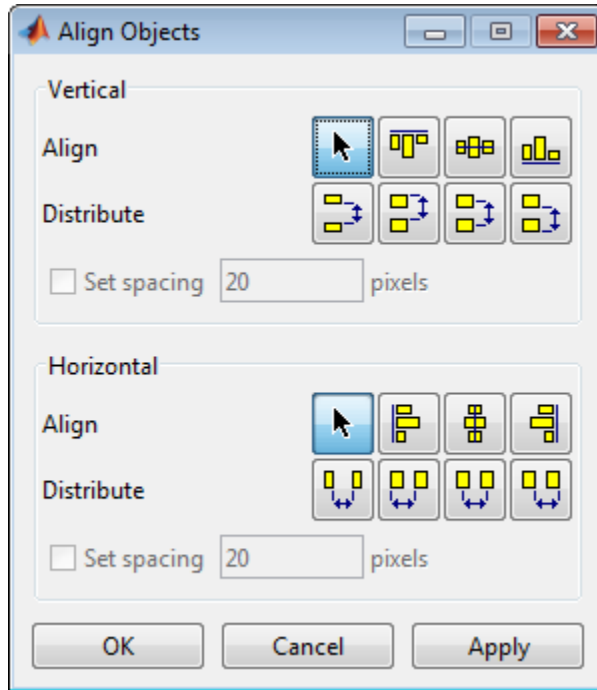 Align Objects
Vertical
Align
Distribute
Set spacing 20 pixels
Horizontal
Align
Distribute
Set spacing 20 pixels
OK Cancel Apply